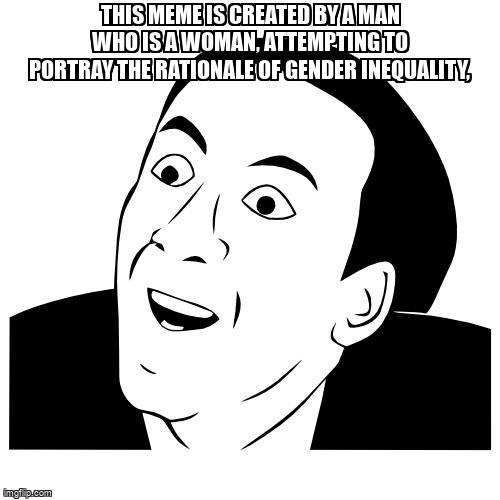 THIS MEME IS CREATED BY A MAN
WHO IS A WOMAN, ATTEMPTING TO
PORTRAY THE RATIONALE OF GENDER INEQUALITY,
imgflip.com